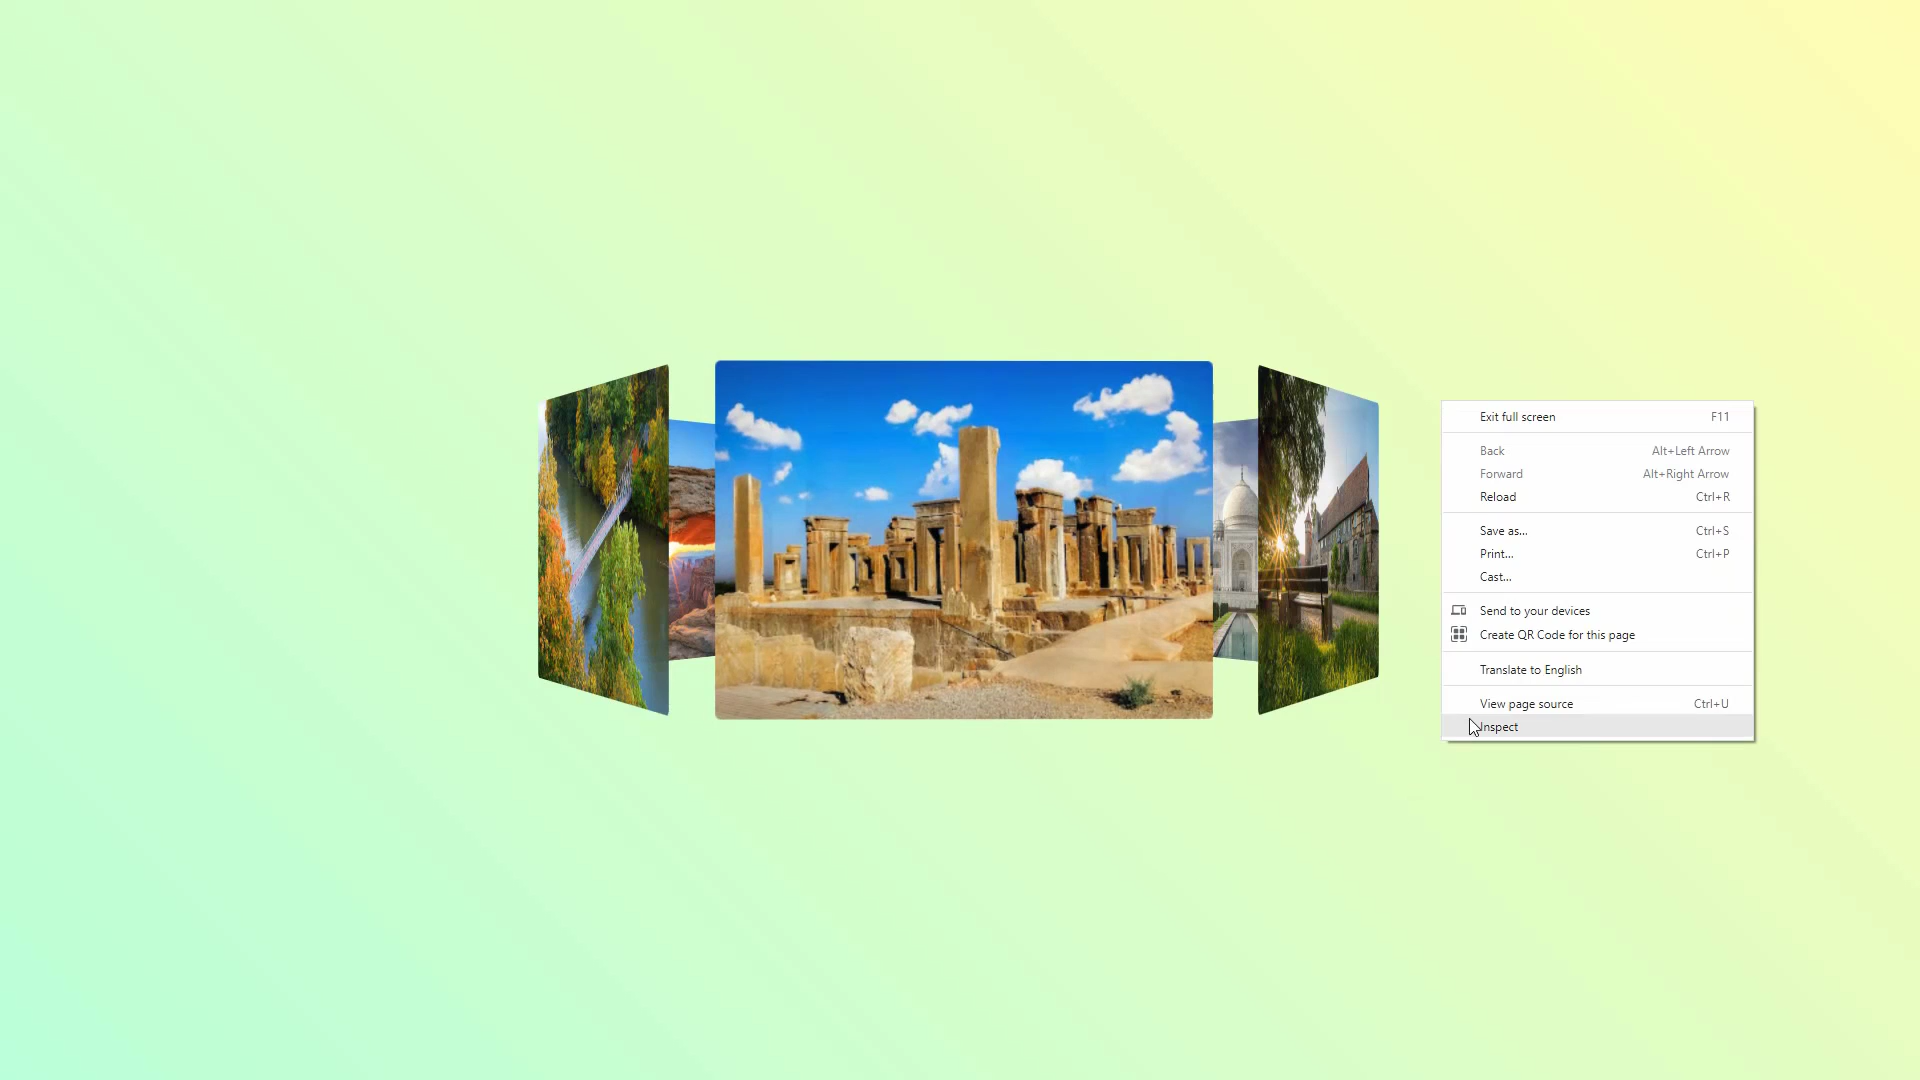 Exit full screen F11
Back Alt+Left Arrow
Forward Alt+Right Arrow
Reload Ctrl+R
Save as... Ctrl+S
Print... Ctrl+P
Cast...
Send to your devices
Create QR Code for this page
Translate to English
View page source Ctrl+U
Inspect